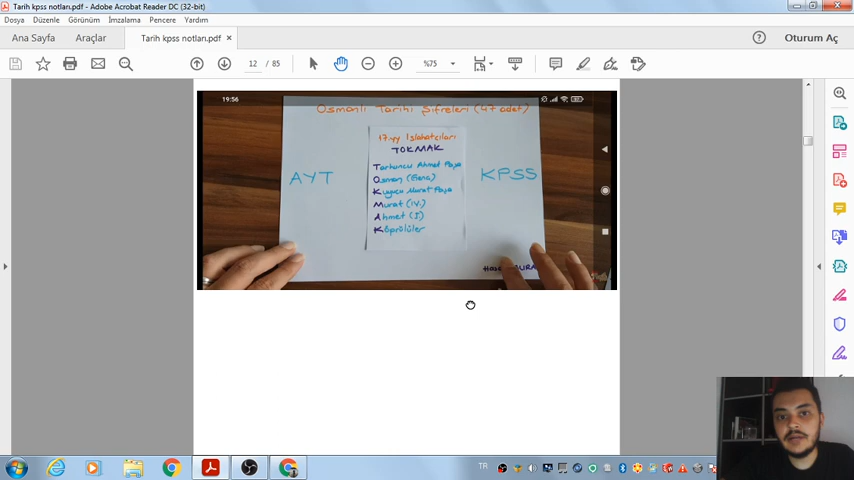 Tarih kpss notları.pdf - Adobe Acrobat Reader DC (32-bit)
Dosya Düzenle Görünüm İmzalama Pencere Yardım
Ana Sayfa Araçlar Tarih kpss notları.pdf × Oturum Aç
12 / 85 %75
19:56
Osmanlı Tarihi Şifreleri (47 adet)
17.yy Islahatçıları
TOKMAK
AYT
KPSS
Tarhuncu Ahmet Paşa
Osman (Genç)
Kuyucu Murat Paşa
Murat (IV.)
Ahmet (I)
Köprülüler
TR